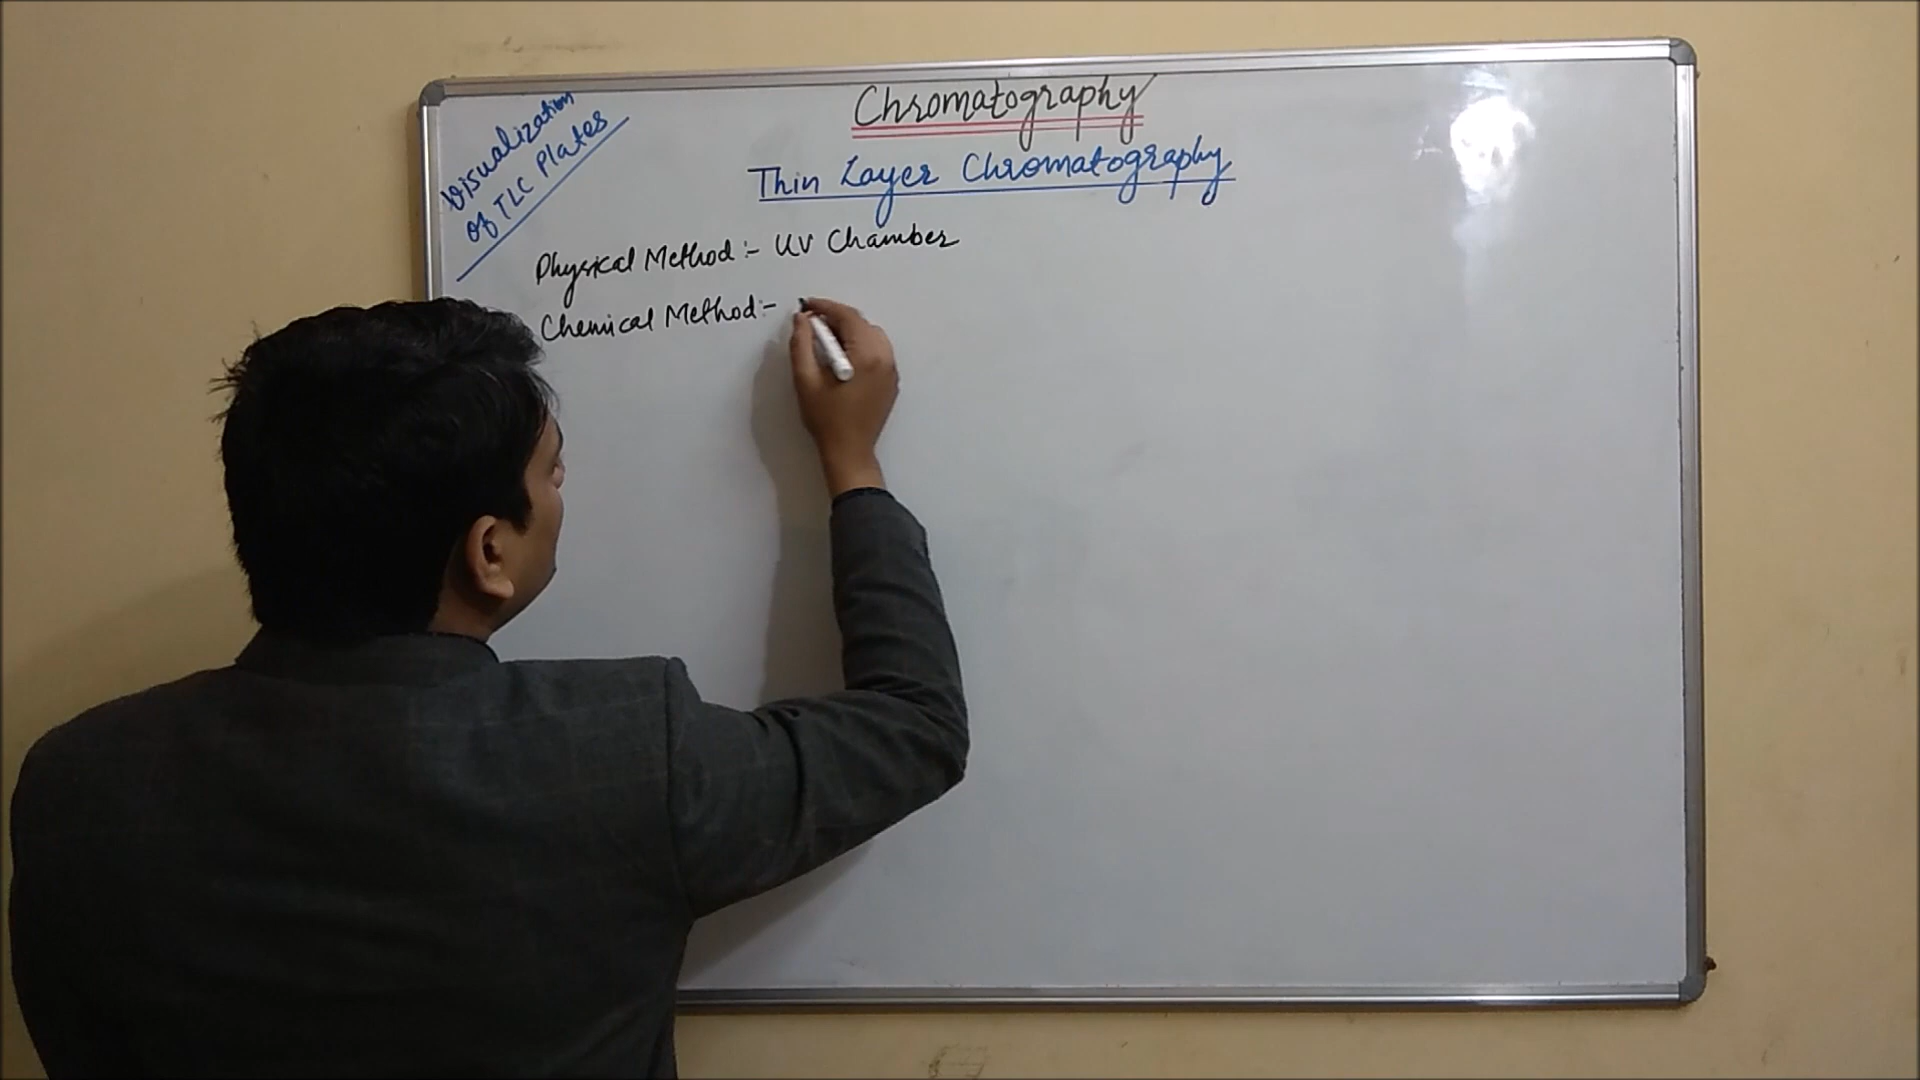 Chromatography
Thin Layer Chromatography
Visualization
of TLC Plates
Physical Method :- UV Chamber
Chemical Method :-